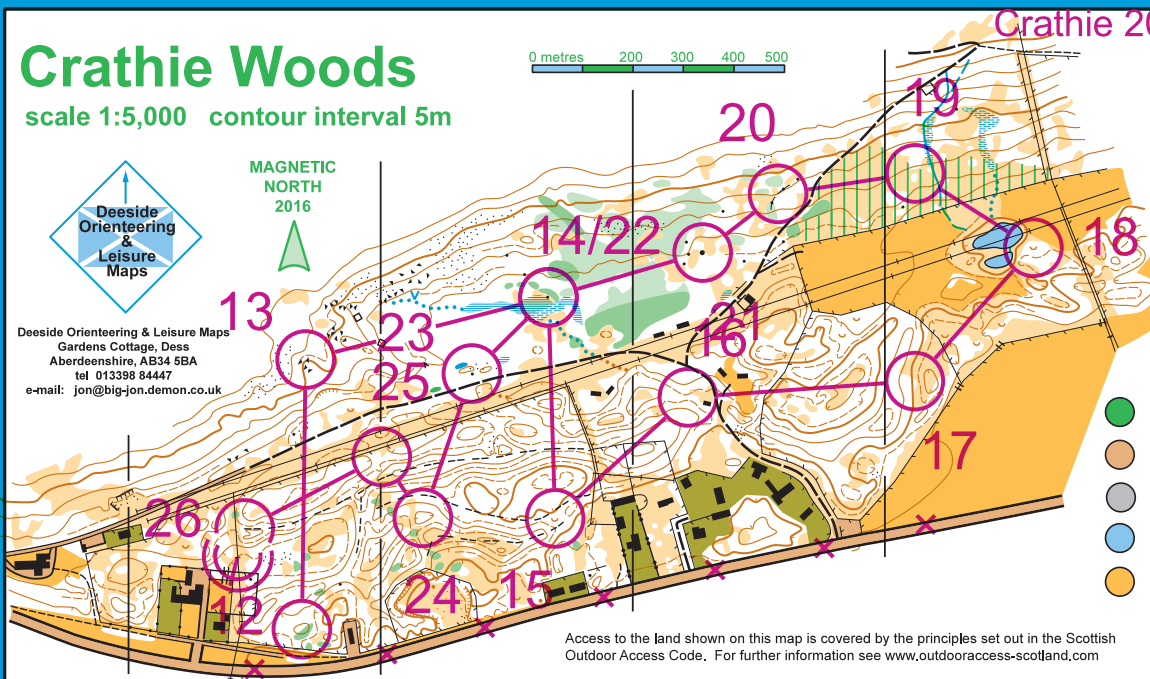 Crathie 20
Crathie Woods
scale 1:5,000 contour interval 5m
0 metres 200 300 400 500
MAGNETIC
NORTH
2016
Deeside
Orienteering
&
Leisure
Maps
Deeside Orienteering & Leisure Maps
Gardens Cottage, Dess
Aberdeenshire, AB34 5BA
tel 013398 84447
e-mail: jon@big-jon.demon.co.uk
19
20
14/22
18
13
23
21
16
25
17
26
24
15
12
Access to the land shown on this map is covered by the principles set out in the Scottish
Outdoor Access Code. For further information see www.outdooraccess-scotland.com